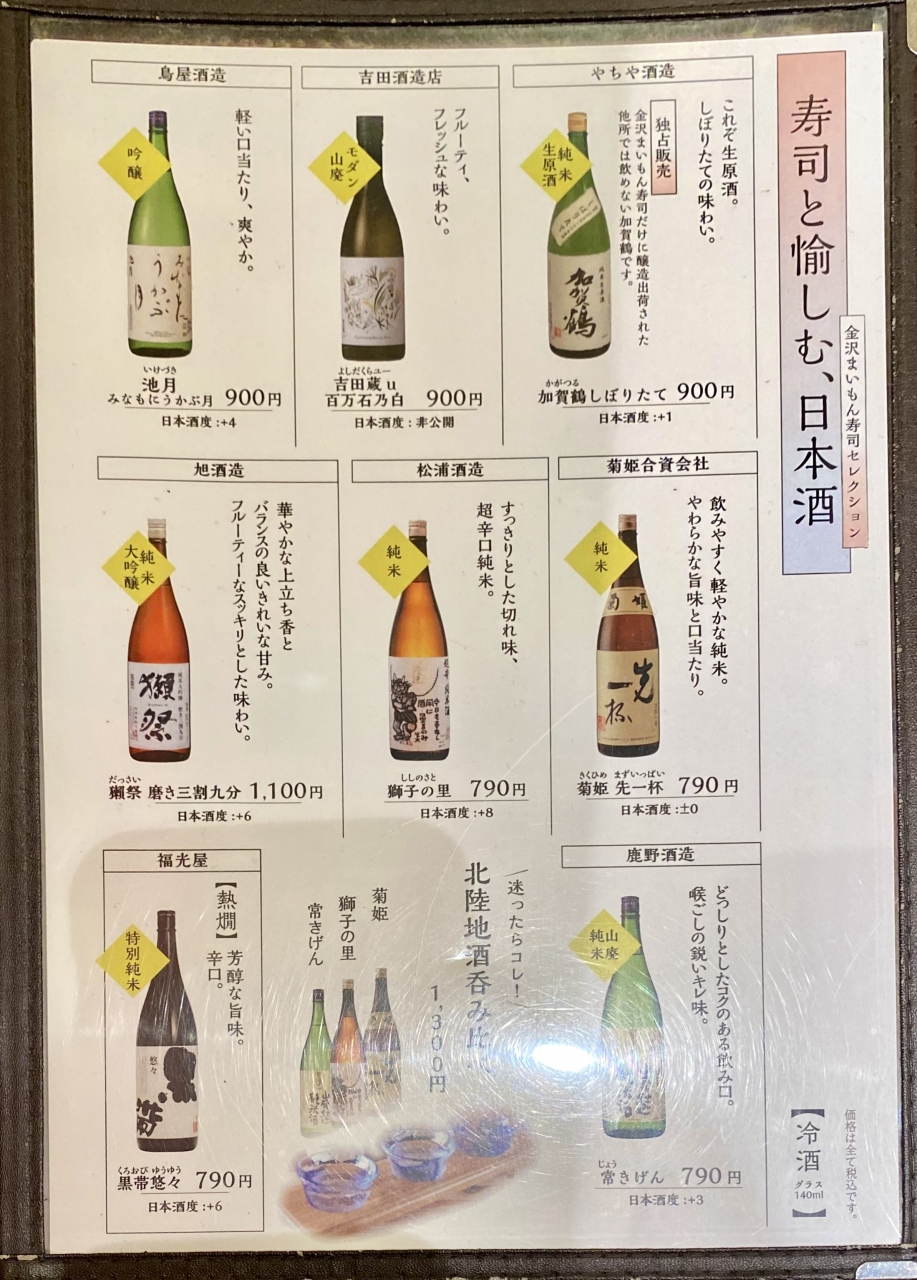 寿司と愉しむ、日本酒
金沢まいもん寿司セレクション
やちや酒造
これぞ生原酒。
しぼりたての味わい。
独占販売
金沢まいもん寿司だけに醸造出荷された
他所では飲めない加賀鶴です。
純米
生原酒
加賀鶴
かがつる
加賀鶴しぼりたて 900円
日本酒度:+1
吉田酒造店
フルーティ、
フレッシュな味わい。
モダン
山廃
よしだくらユー
吉田蔵u
百万石乃白 900円
日本酒度:非公開
鳥屋酒造
軽い口当たり、爽やか。
吟醸
みなもに
うかぶ
月
いけづき
池月
みなもにうかぶ月 900円
日本酒度:+4
菊姫合資会社
飲みやすく軽やかな純米。
やわらかな旨味と口当たり。
純米
菊姫
先一杯
きくひめ まずいっぱい
菊姫 先一杯 790円
日本酒度:±0
松浦酒造
すっきりとした切れ味、
超辛口純米。
純米
ししのさと
獅子の里 790円
日本酒度:+8
旭酒造
華やかな上立ち香と
バランスの良いきれいな甘み。
フルーティーなスッキリとした味わい。
純米
大吟醸
獺祭
だっさい
獺祭 磨き三割九分 1,100円
日本酒度:+6
鹿野酒造
どっしりとしたコクのある飲み口。
喉ごしの鋭いキレ味。
山廃
純米
じょう
常きげん 790円
日本酒度:+3
迷ったらコレ!
北陸地酒呑み比
1,300円
菊姫
獅子の里
常きげん
福光屋
【熱燗】
芳醇な旨味。
辛口。
特別純米
悠々
黒帯
くろおび ゆうゆう
黒帯悠々 790円
日本酒度:+6
価格は全て税込です。
【冷酒 グラス 140ml】